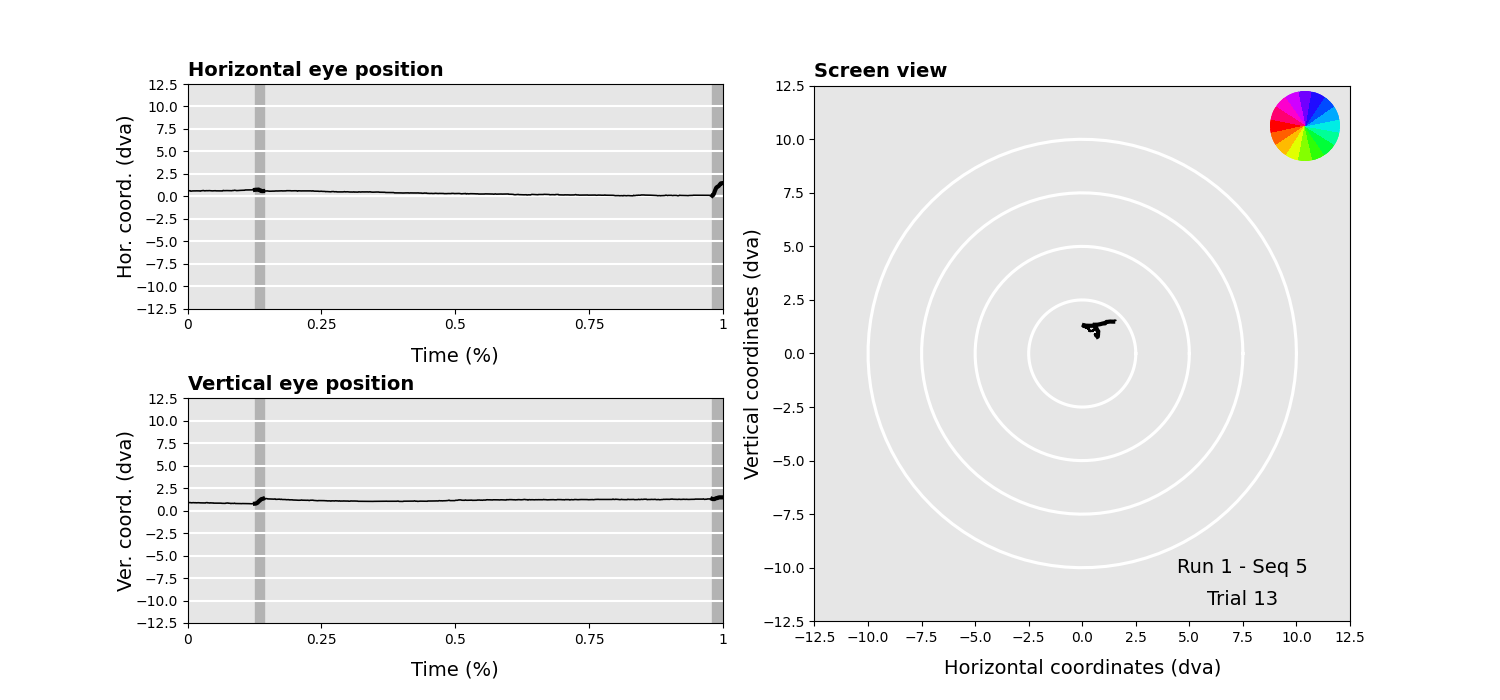 Horizontal eye position
12.5
10.0
7.5
5.0
2.5
0.0
−2.5
−5.0
−7.5
−10.0
−12.5
Hor. coord. (dva)
0 0.25 0.5 0.75 1
Time (%)
Vertical eye position
12.5
10.0
7.5
5.0
2.5
0.0
−2.5
−5.0
−7.5
−10.0
−12.5
Ver. coord. (dva)
0 0.25 0.5 0.75 1
Time (%)
Screen view
12.5
10.0
7.5
5.0
2.5
0.0
−2.5
−5.0
−7.5
−10.0
−12.5
Vertical coordinates (dva)
Run 1 - Seq 5
Trial 13
−12.5 −10.0 −7.5 −5.0 −2.5 0.0 2.5 5.0 7.5 10.0 12.5
Horizontal coordinates (dva)